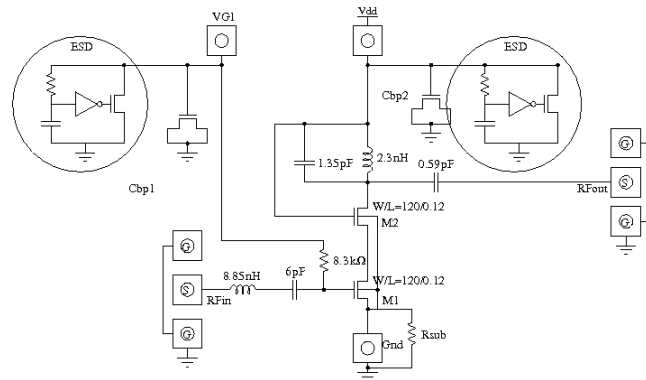 VG1
Vdd
ESD
ESD
Cbp1
Cbp2
1.35pF
2.3nH
0.59pF
G
S
RFout
G
W/L=120/0.12
M2
8.3kΩ
G
S
RFin
8.85nH
6pF
W/L=120/0.12
M1
G
Gnd
Rsub